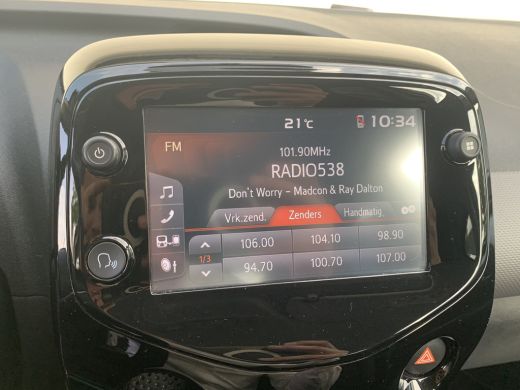 21°C 10:34
FM
101.90MHz
RADIO538
Don't Worry - Madcon & Ray Dalton
Vrk.zend. Zenders Handmatig
106.00 104.10 98.90
1/3
94.70 100.70 107.00